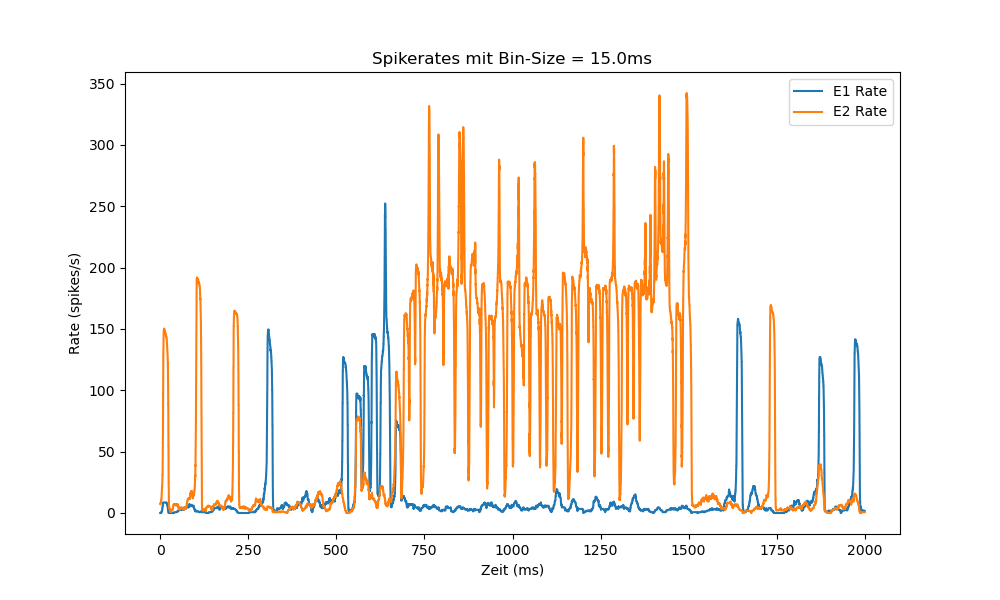 Spikerates mit Bin-Size = 15.0ms
E1 Rate
E2 Rate
Rate (spikes/s)
350
300
250
200
150
100
50
0
0 250 500 750 1000 1250 1500 1750 2000
Zeit (ms)